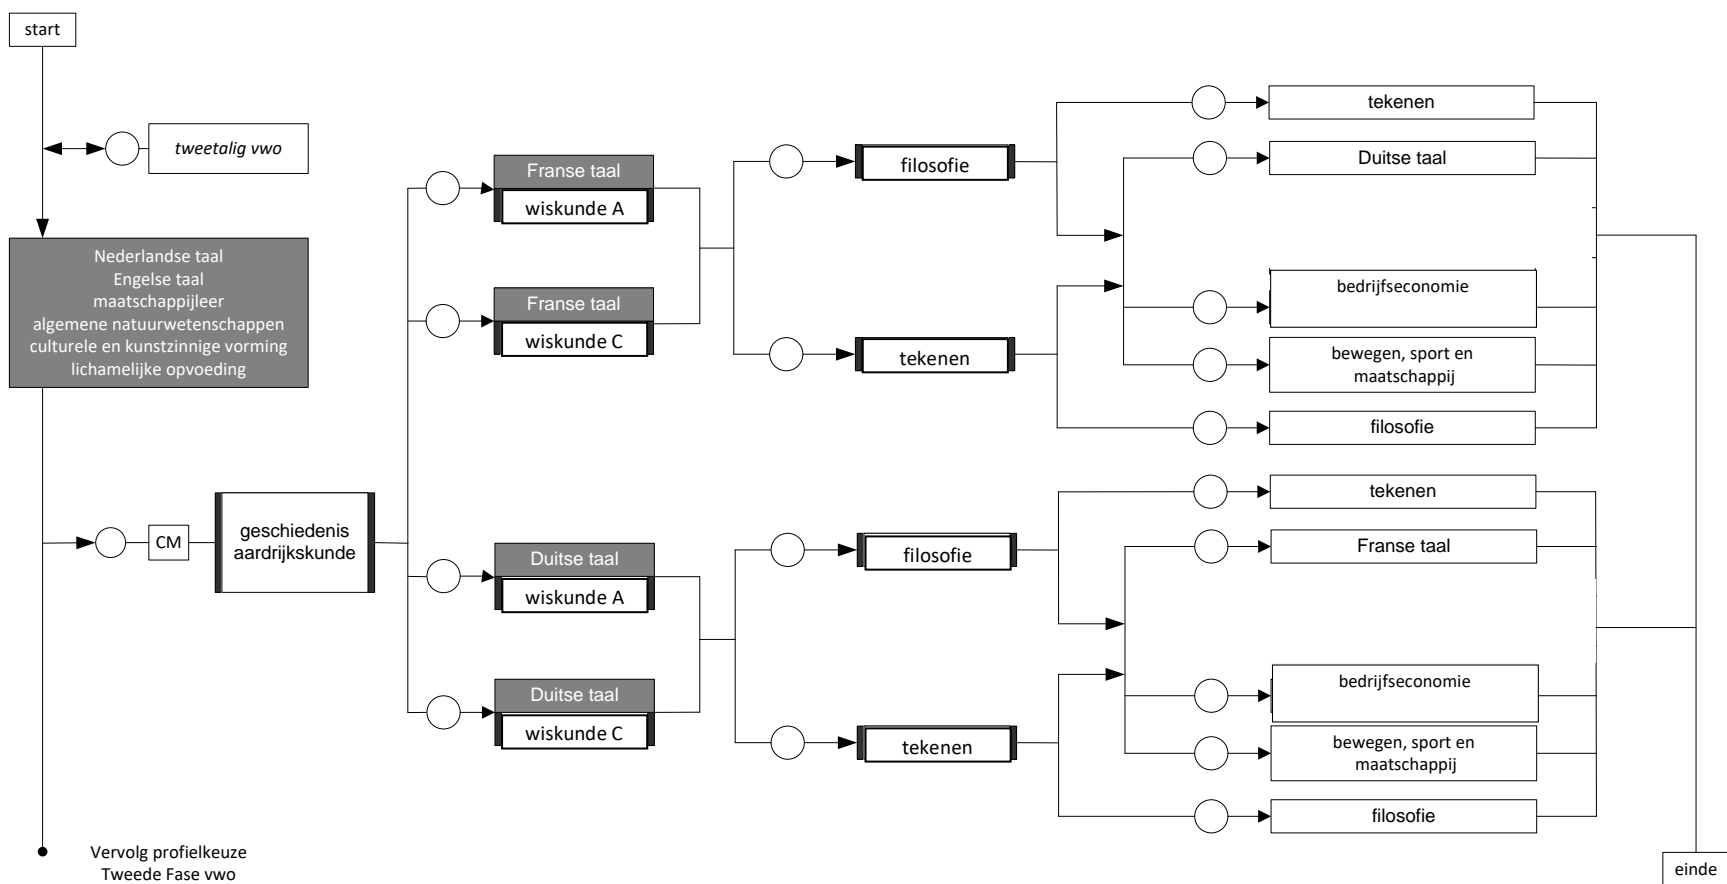 start
tweetalig vwo
Nederlandse taal
Engelse taal
maatschappijleer
algemene natuurwetenschappen
culturele en kunstzinnige vorming
lichamelijke opvoeding
CM
geschiedenis
aardrijkskunde
Franse taal
wiskunde A
Franse taal
wiskunde C
Duitse taal
wiskunde A
Duitse taal
wiskunde C
filosofie
tekenen
filosofie
tekenen
tekenen
Duitse taal
bedrijfseconomie
bewegen, sport en
maatschappij
filosofie
tekenen
Franse taal
bedrijfseconomie
bewegen, sport en
maatschappij
filosofie
Vervolg profielkeuze
Tweede Fase vwo
einde